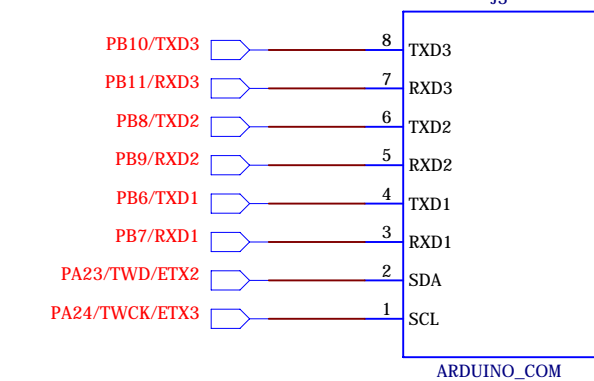 PB10/TXD3 8 TXD3
PB11/RXD3 7 RXD3
PB8/TXD2 6 TXD2
PB9/RXD2 5 RXD2
PB6/TXD1 4 TXD1
PB7/RXD1 3 RXD1
PA23/TWD/ETX2 2 SDA
PA24/TWCK/ETX3 1 SCL
ARDUINO_COM